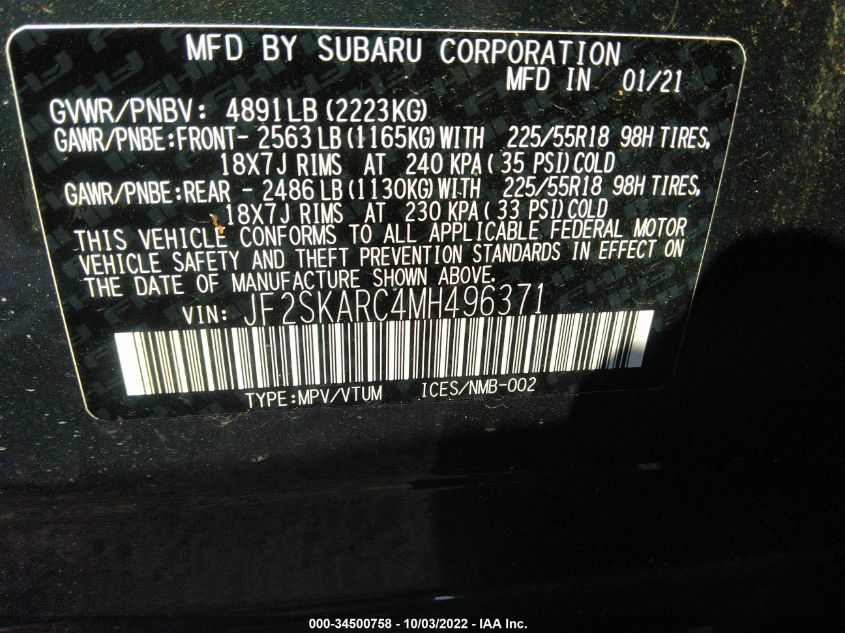 MFD BY SUBARU CORPORATION
MFD IN 01/21
GVWR/PNBV: 4891LB (2223KG)
GAWR/PNBE:FRONT- 2563 LB (1165KG) WITH 225/55R18 98H TIRES,
18X7J RIMS AT 240 KPA ( 35 PSI) COLD
GAWR/PNBE:REAR - 2486 LB (1130KG) WITH 225/55R18 98H TIRES,
18X7J RIMS AT 230 KPA ( 33 PSI) COLD
THIS VEHICLE CONFORMS TO ALL APPLICABLE FEDERAL MOTOR
VEHICLE SAFETY AND THEFT PREVENTION STANDARDS IN EFFECT ON
THE DATE OF MANUFACTURE SHOWN ABOVE.
VIN: JF2SKARC4MH496371
TYPE:MPV/VTUM ICES/NMB-002
000-34500758 - 10/03/2022 - IAA Inc.